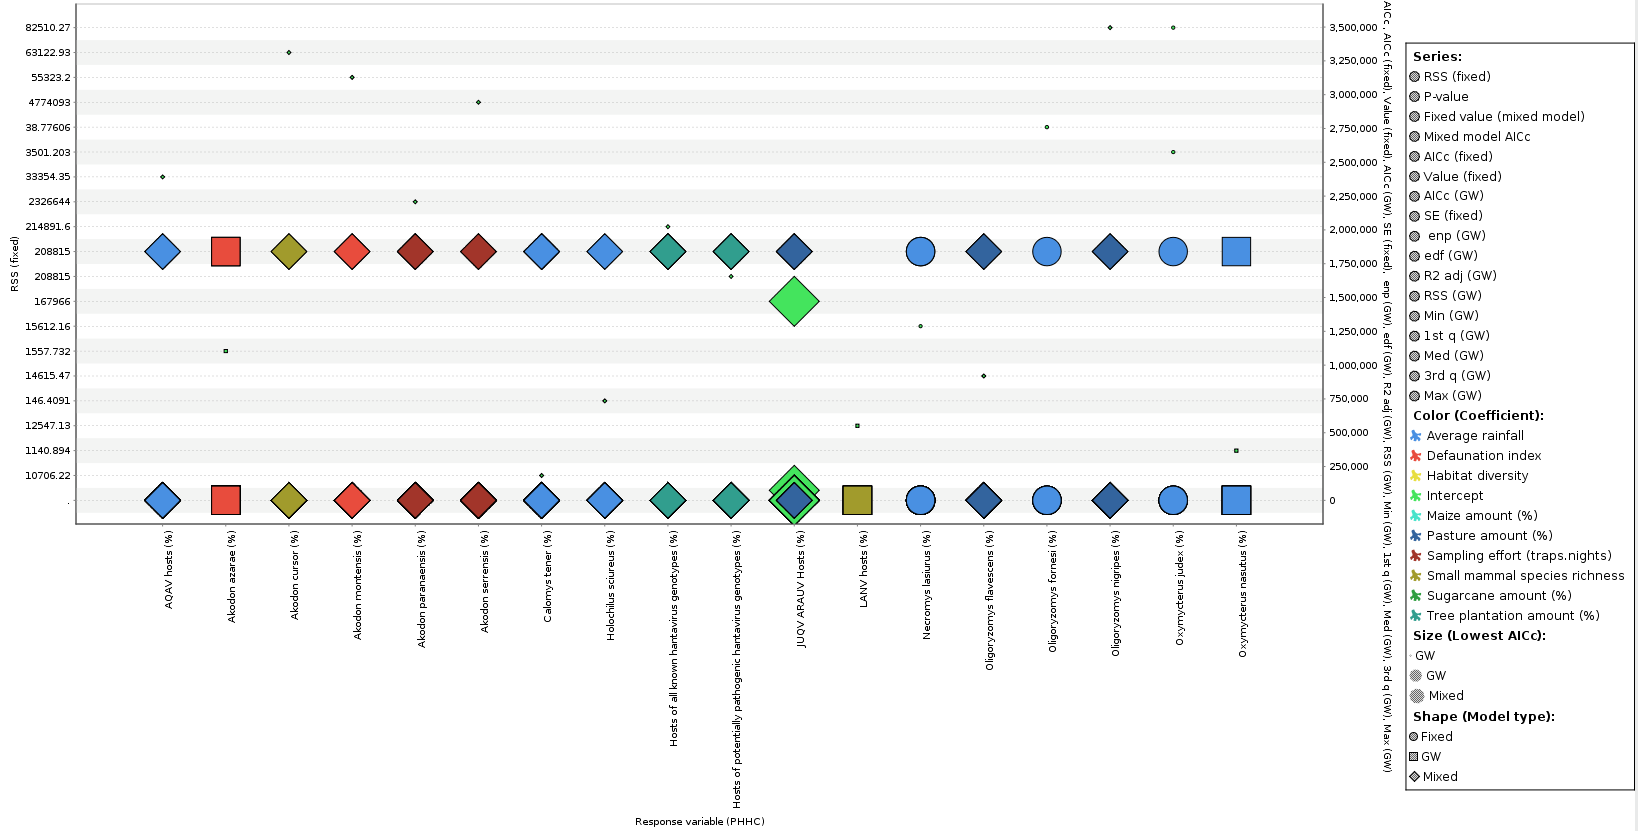 82510.27
63122.93
55323.2
4774093
38.77606
3501.203
33354.35
2326644
214891.6
208815
208815
167966
15612.16
1557.732
14615.47
146.4091
12547.13
1140.894
10706.22
.
RSS (fixed)
3,500,000
3,250,000
3,000,000
2,750,000
2,500,000
2,250,000
2,000,000
1,750,000
1,500,000
1,250,000
1,000,000
750,000
500,000
250,000
0
AICc , AICc (fixed), Value (fixed), AICc (GW), SE (fixed), enp (GW), edf (GW), R2 adj (GW), RSS (GW), Min (GW), 1st q (GW), Med (GW), 3rd q (GW), Max (GW)
AQAV hosts (%)
Akodon azarae (%)
Akodon cursor (%)
Akodon montensis (%)
Akodon paranaensis (%)
Akodon serrensis (%)
Calomys tener (%)
Holochilus sciureus (%)
Hosts of all known hantavirus genotypes (%)
Hosts of potentially pathogenic hantavirus genotypes (%)
JUQV ARAUV Hosts (%)
LANV hosts (%)
Necromys lasiurus (%)
Oligoryzomys flavescens (%)
Oligoryzomys fornesi (%)
Oligoryzomys nigripes (%)
Oxymycterus judex (%)
Oxymycterus nasutus (%)
Response variable (PHHC)
Series:
RSS (fixed)
P-value
Fixed value (mixed model)
Mixed model AICc
AICc (fixed)
Value (fixed)
AICc (GW)
SE (fixed)
enp (GW)
edf (GW)
R2 adj (GW)
RSS (GW)
Min (GW)
1st q (GW)
Med (GW)
3rd q (GW)
Max (GW)
Color (Coefficient):
Average rainfall
Defaunation index
Habitat diversity
Intercept
Maize amount (%)
Pasture amount (%)
Sampling effort (traps.nights)
Small mammal species richness
Sugarcane amount (%)
Tree plantation amount (%)
Size (Lowest AICc):
GW
GW
Mixed
Shape (Model type):
Fixed
GW
Mixed